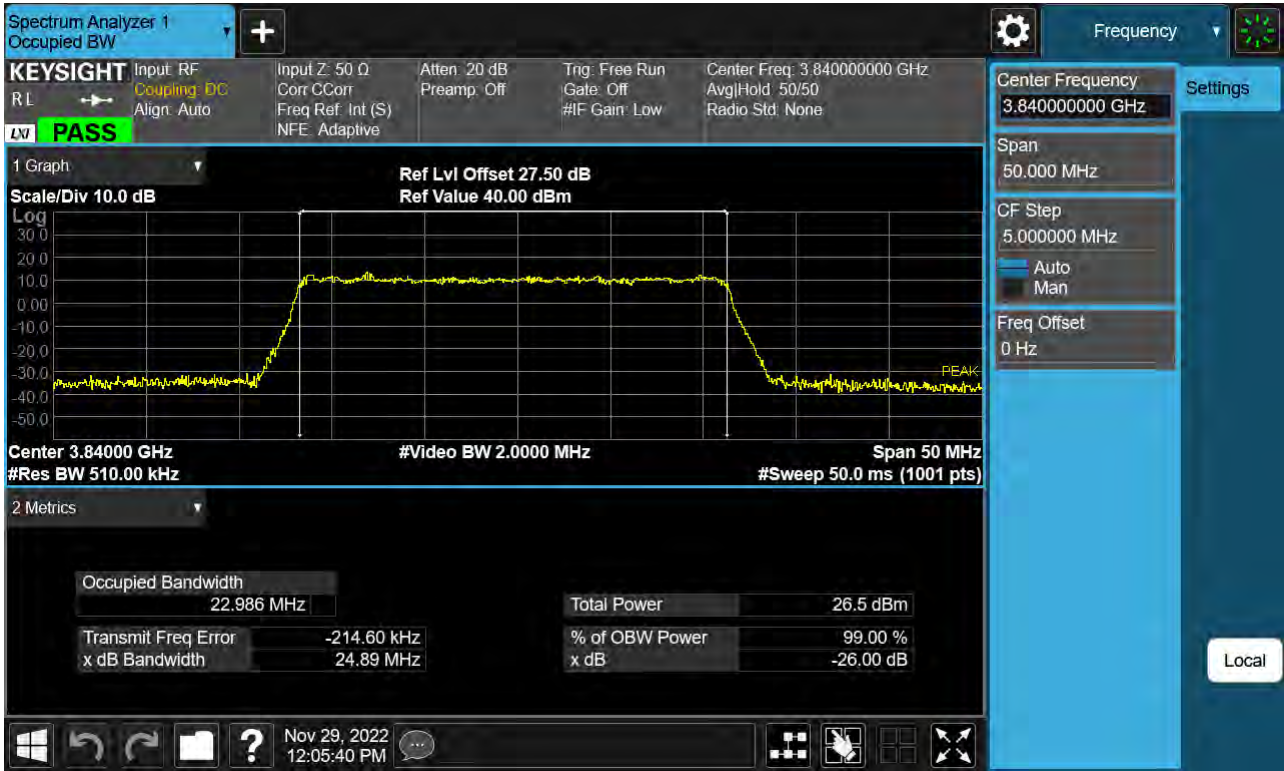 Spectrum Analyzer 1
Occupied BW
+
Frequency
KEYSIGHT
RL
LXI PASS
Input: RF
Coupling: DC
Align: Auto
Input Z: 50 Ω
Corr CCorr
Freq Ref: Int (S)
NFE: Adaptive
Atten: 20 dB
Preamp: Off
Trig: Free Run
Gate: Off
#IF Gain: Low
Center Freq: 3.840000000 GHz
Avg|Hold: 50/50
Radio Std: None
1 Graph
Scale/Div 10.0 dB
Ref Lvl Offset 27.50 dB
Ref Value 40.00 dBm
Log
30.0
20.0
10.0
0.00
-10.0
-20.0
-30.0
-40.0
-50.0
PEAK
Center 3.84000 GHz
#Res BW 510.00 kHz
#Video BW 2.0000 MHz
Span 50 MHz
#Sweep 50.0 ms (1001 pts)
2 Metrics
Occupied Bandwidth
22.986 MHz
Transmit Freq Error -214.60 kHz
x dB Bandwidth 24.89 MHz
Total Power 26.5 dBm
% of OBW Power 99.00 %
x dB -26.00 dB
Center Frequency
3.840000000 GHz
Span
50.000 MHz
CF Step
5.000000 MHz
Auto
Man
Freq Offset
0 Hz
Settings
Local
?
Nov 29, 2022
12:05:40 PM